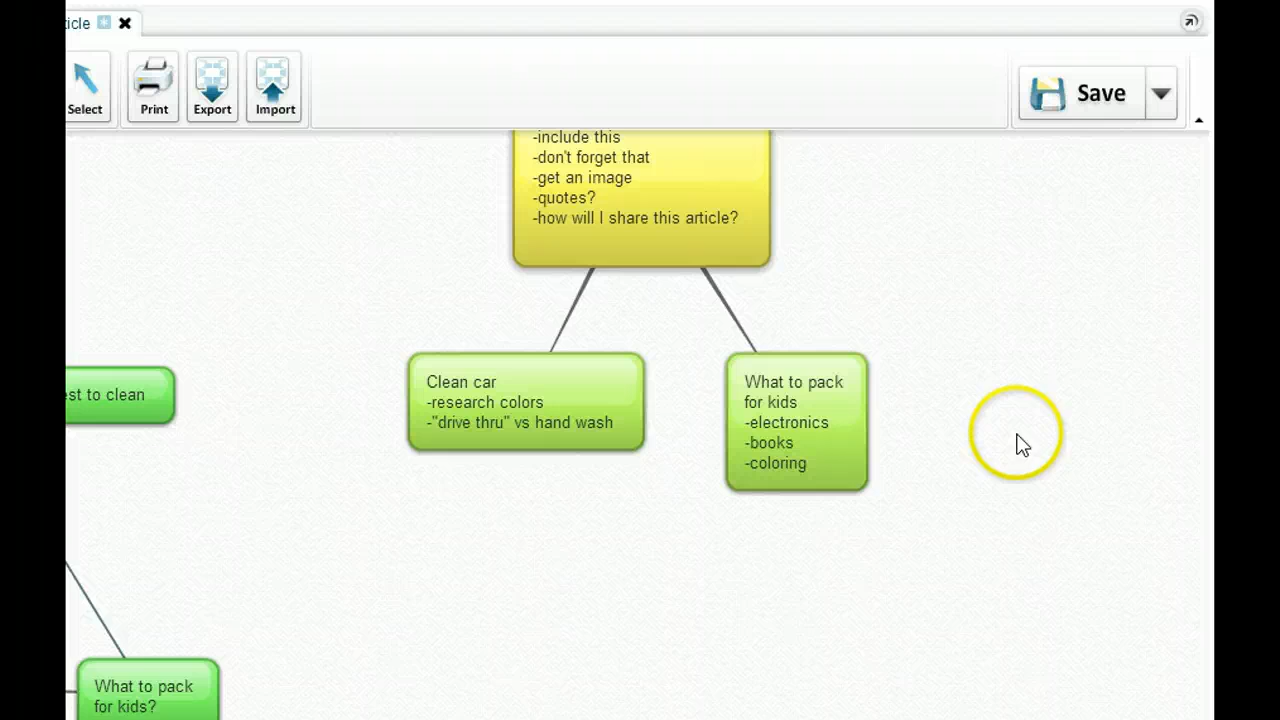 ticle
Select
Print
Export
Import
Save
-include this
-don't forget that
-get an image
-quotes?
-how will I share this article?
Clean car
-research colors
-"drive thru" vs hand wash
What to pack
for kids
-electronics
-books
-coloring
est to clean
What to pack
for kids?